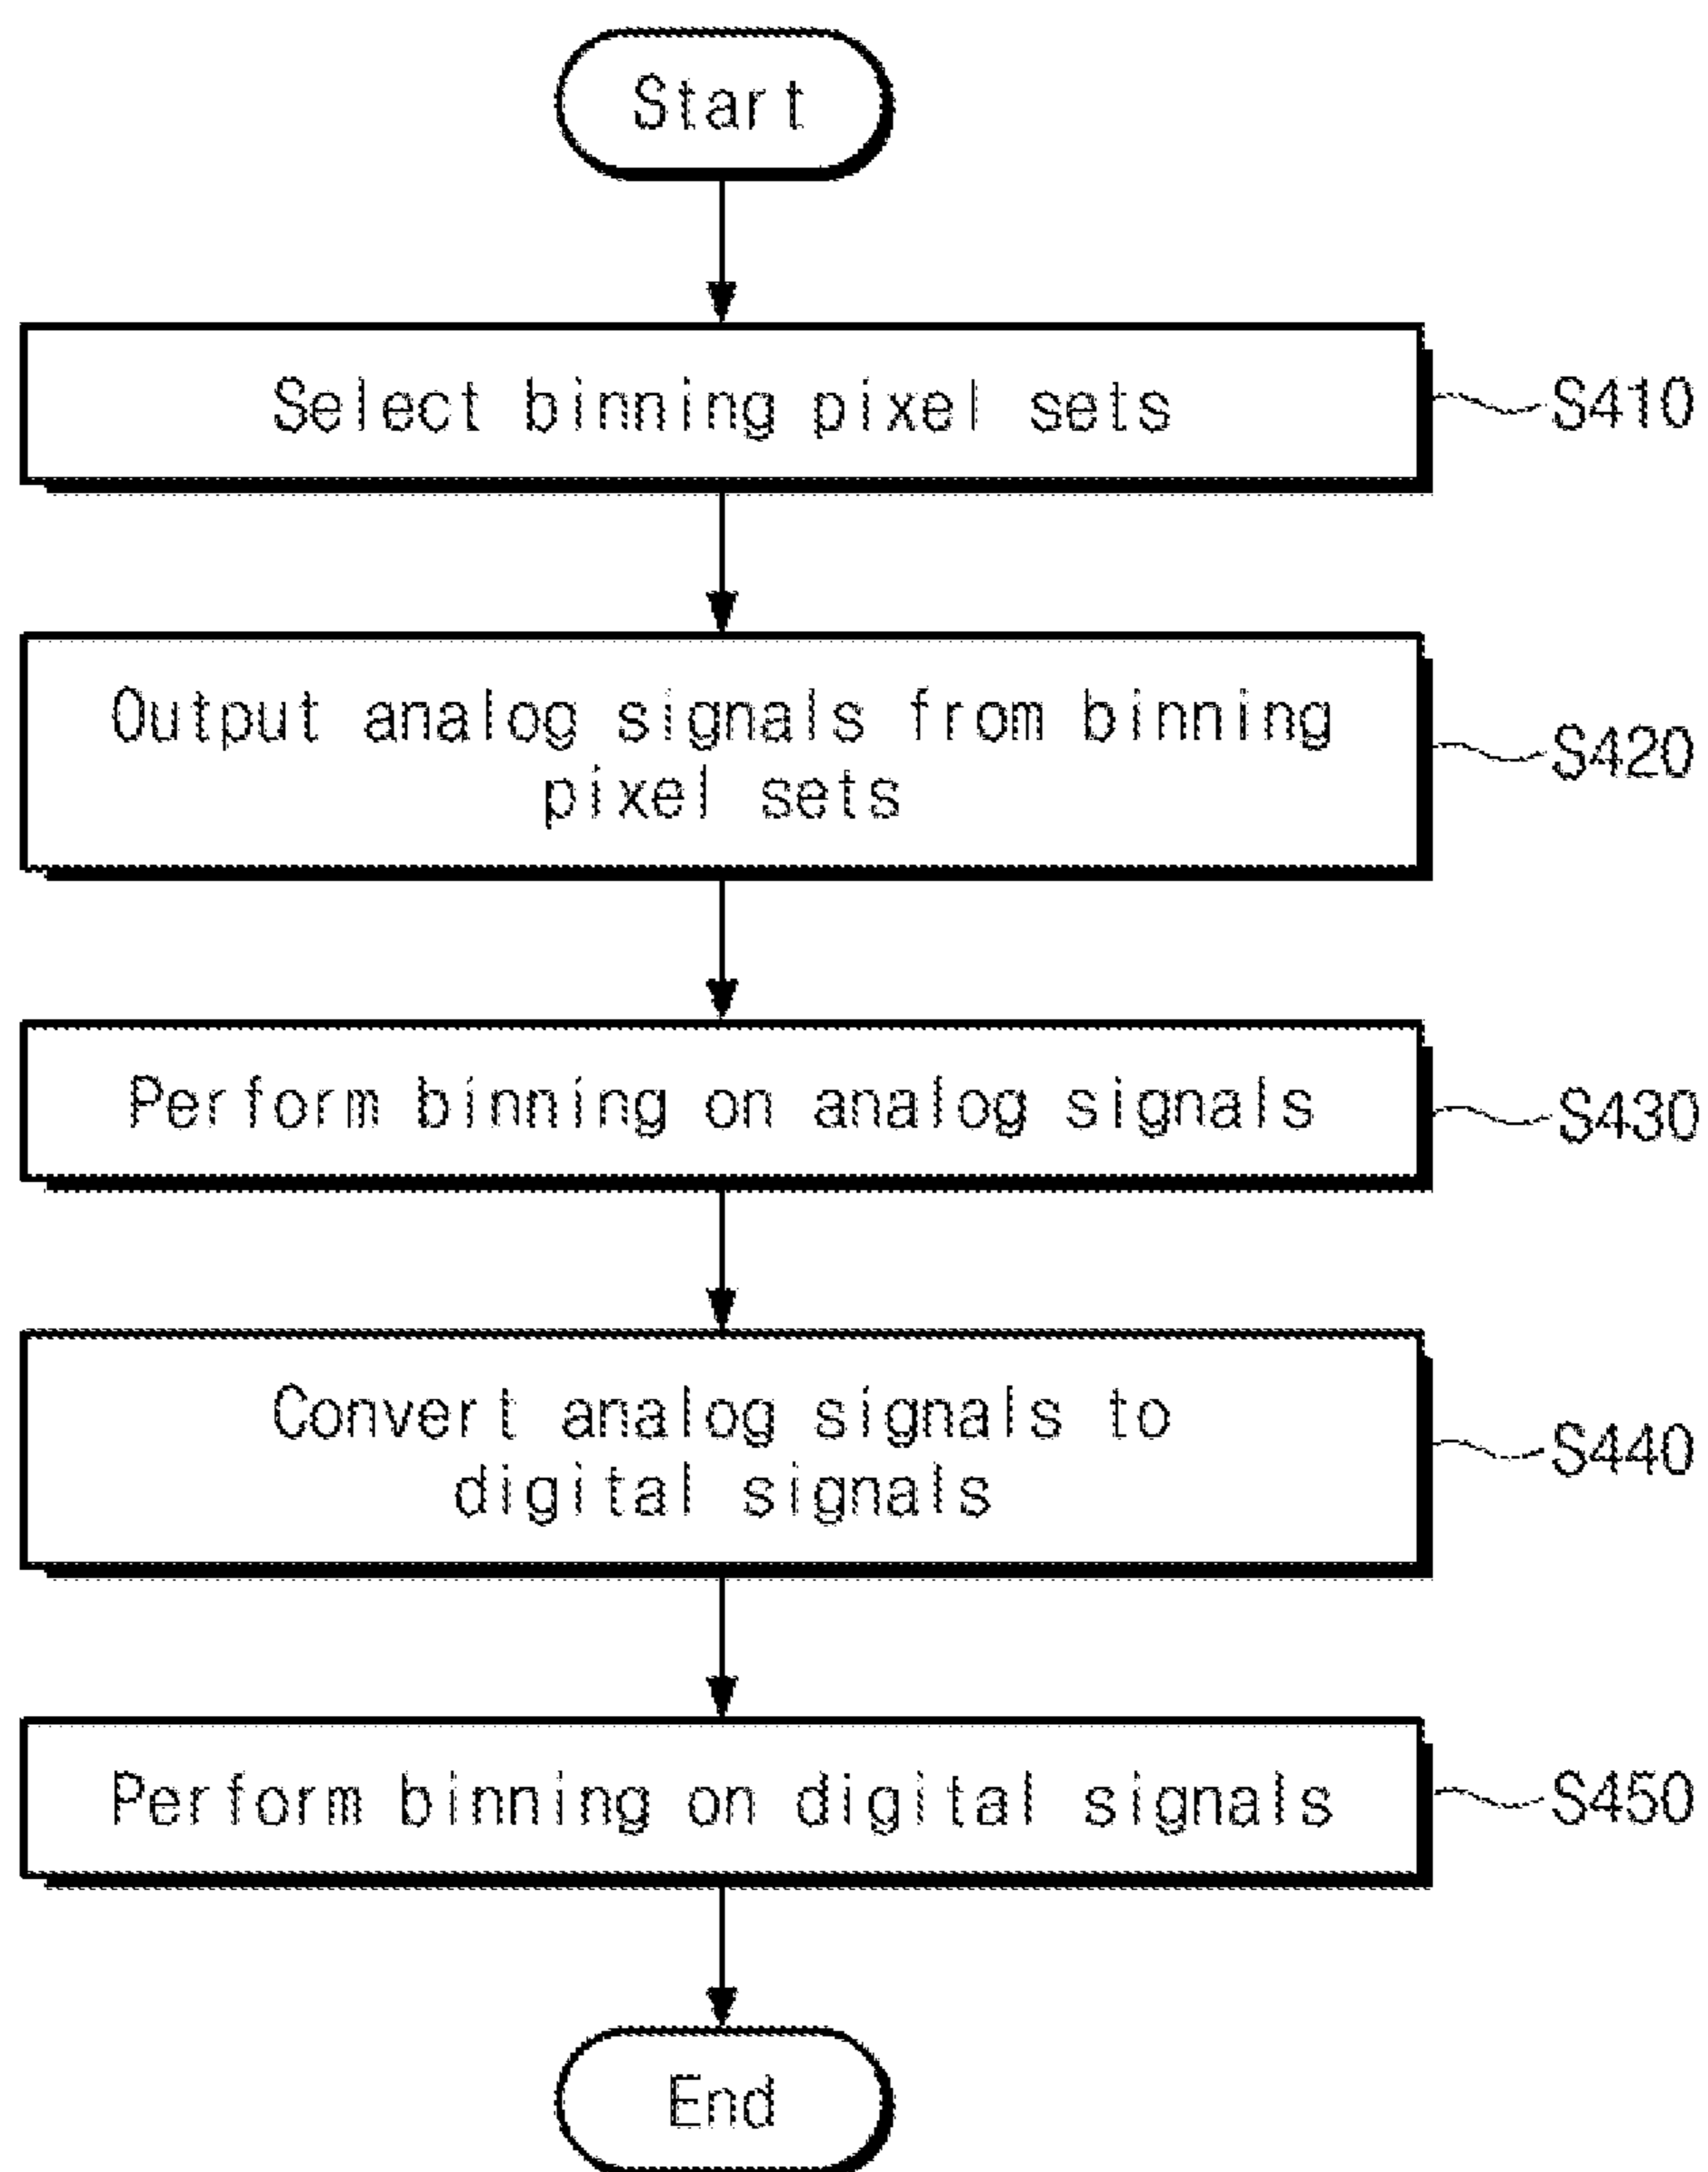 Start
Select binning pixel sets
S410
Output analog signals from binning
pixel sets
S420
Perform binning on analog signals
S430
Convert analog signals to
digital signals
S440
Perform binning on digital signals
S450
End